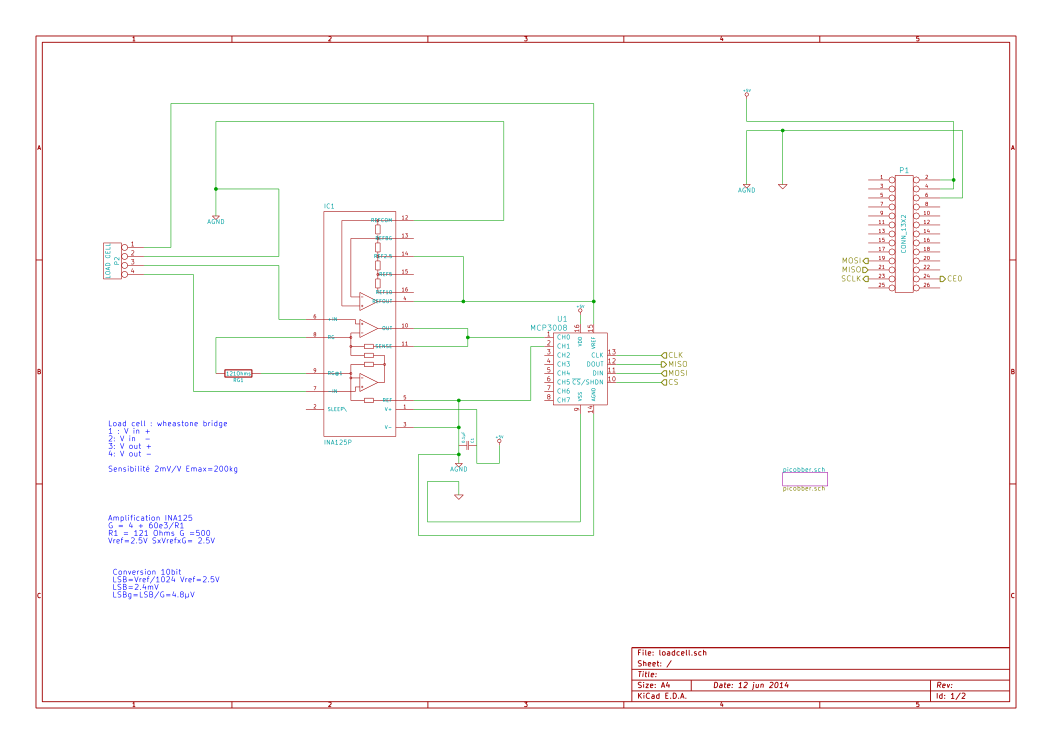 1 2 3 4 5
A A
B B
C C
+5V
AGND
P1
CONN_13X2
1 2
3 4
5 6
7 8
9 10
11 12
13 14
15 16
17 18
MOSI 19 20
MISO 21 22
SCLK 23 24 CE0
25 26
AGND
LOAD CELL
P2
1
2
3
4
IC1
REFCOM 12
REFBG 13
REF2.5 14
REF5 15
REF10 16
REFOUT 4
6 +IN
OUT 10
8 RG
SENSE 11
9 RG@1
7 -IN
REF 5
2 SLEEP\
V+ 1
V- 3
INA125P
121Ohms
RG1
C1
+5V
AGND
+5V
U1
MCP3008
16 VDD
15 VREF
1 CH0
2 CH1
3 CH2
4 CH3
5 CH4
6 CH5
7 CH6
8 CH7
CLK 13 CLK
DOUT 12 MISO
DIN 11 MOSI
CS/SHDN 10 CS
VSS 9
AGND 14
Load cell : wheastone bridge
1 : V in +
2: V in -
3: V out +
4: V out -
Sensibilité 2mV/V Emax=200kg
Amplification INA125
G = 4 + 60e3/R1
R1 = 121 Ohms G =500
Vref=2.5V SxVrefxG= 2.5V
Conversion 10bit
LSB=Vref/1024 Vref=2.5V
LSB=2.4mV
LSBg=LSB/G=4.8µV
picobber.sch
picobber.sch
File: loadcell.sch
Sheet: /
Title:
Size: A4 Date: 12 jun 2014 Rev:
KiCad E.D.A. Id: 1/2
1 2 3 4 5